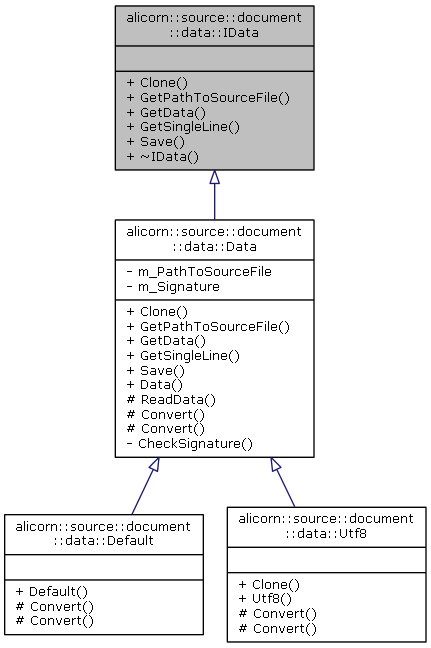 alicorn::source::document
::data::IData
+ Clone()
+ GetPathToSourceFile()
+ GetData()
+ GetSingleLine()
+ Save()
+ ~IData()
alicorn::source::document
::data::Data
- m_PathToSourceFile
- m_Signature
+ Clone()
+ GetPathToSourceFile()
+ GetData()
+ GetSingleLine()
+ Save()
+ Data()
# ReadData()
# Convert()
# Convert()
- CheckSignature()
alicorn::source::document
::data::Default
+ Default()
# Convert()
# Convert()
alicorn::source::document
::data::Utf8
+ Clone()
+ Utf8()
# Convert()
# Convert()